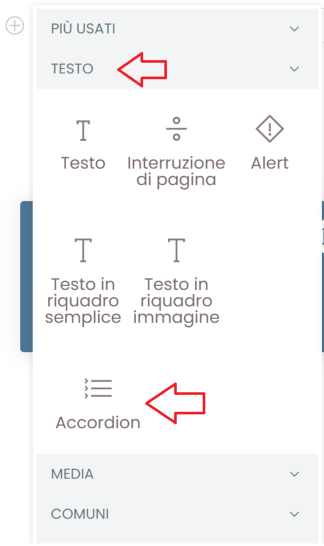 PIÙ USATI
TESTO
Testo
Interruzione
di pagina
Alert
Testo in
riquadro
semplice
Testo in
riquadro
immagine
Accordion
MEDIA
COMUNI